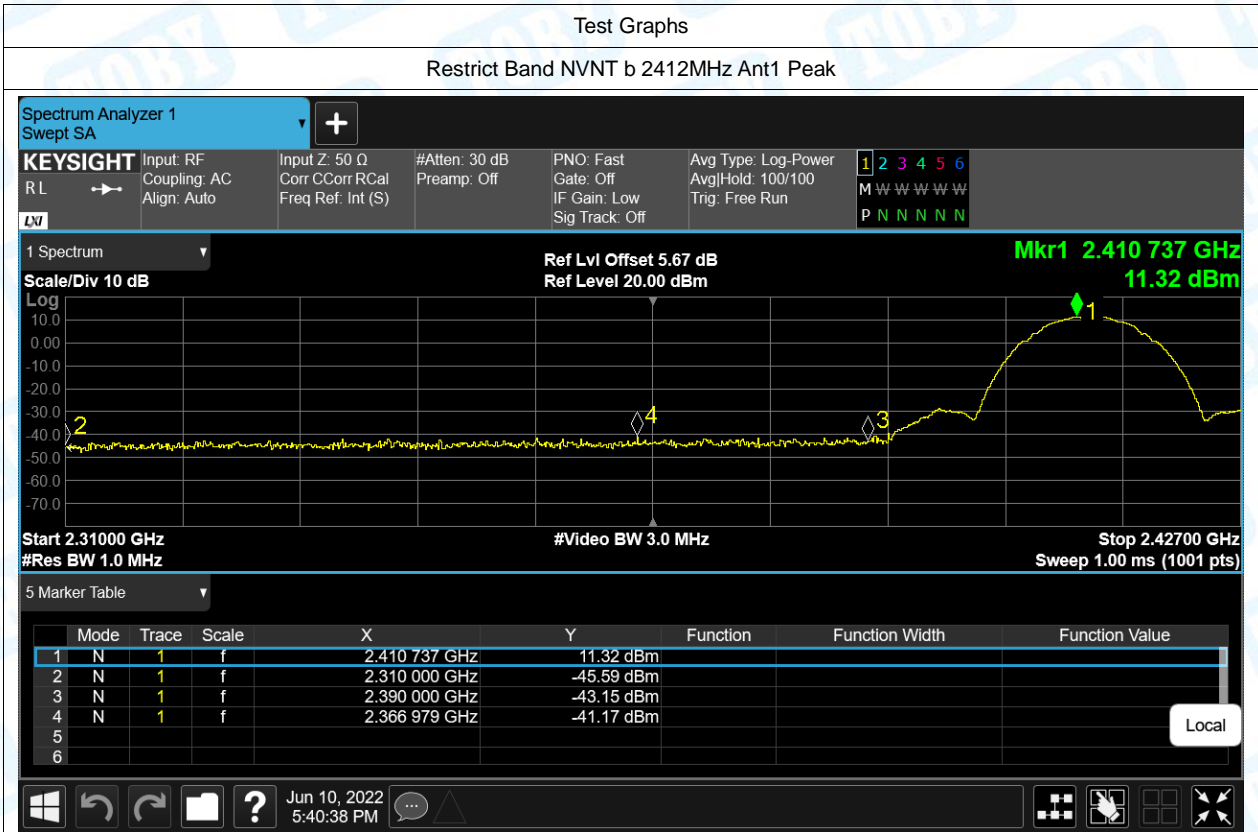 Test Graphs
Restrict Band NVNT b 2412MHz Ant1 Peak
Spectrum Analyzer 1
Swept SA
KEYSIGHT
RL
LXI
Input: RF
Coupling: AC
Align: Auto
Input Z: 50 Ω
Corr CCorr RCal
Freq Ref: Int (S)
#Atten: 30 dB
Preamp: Off
PNO: Fast
Gate: Off
IF Gain: Low
Sig Track: Off
Avg Type: Log-Power
Avg|Hold: 100/100
Trig: Free Run
1 2 3 4 5 6
M W W W W W
P N N N N N
1 Spectrum
Scale/Div 10 dB
Ref Lvl Offset 5.67 dB
Ref Level 20.00 dBm
Mkr1 2.410 737 GHz
11.32 dBm
Log
10.0
0.00
-10.0
-20.0
-30.0
-40.0
-50.0
-60.0
-70.0
1
2
4
3
Start 2.31000 GHz
#Res BW 1.0 MHz
#Video BW 3.0 MHz
Stop 2.42700 GHz
Sweep 1.00 ms (1001 pts)
5 Marker Table
Mode Trace Scale X Y Function Function Width Function Value
1 N 1 f 2.410 737 GHz 11.32 dBm
2 N 1 f 2.310 000 GHz -45.59 dBm
3 N 1 f 2.390 000 GHz -43.15 dBm
4 N 1 f 2.366 979 GHz -41.17 dBm
5
6
Local
?
Jun 10, 2022
5:40:38 PM